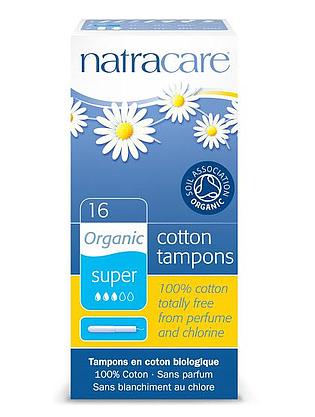 natracare
SOIL ASSOCIATION
ORGANIC
16
Organic
super
cotton
tampons
100% cotton
totally free
from perfume
and chlorine
Tampons en coton biologique
100% Coton - Sans parfum
Sans blanchiment au chlore